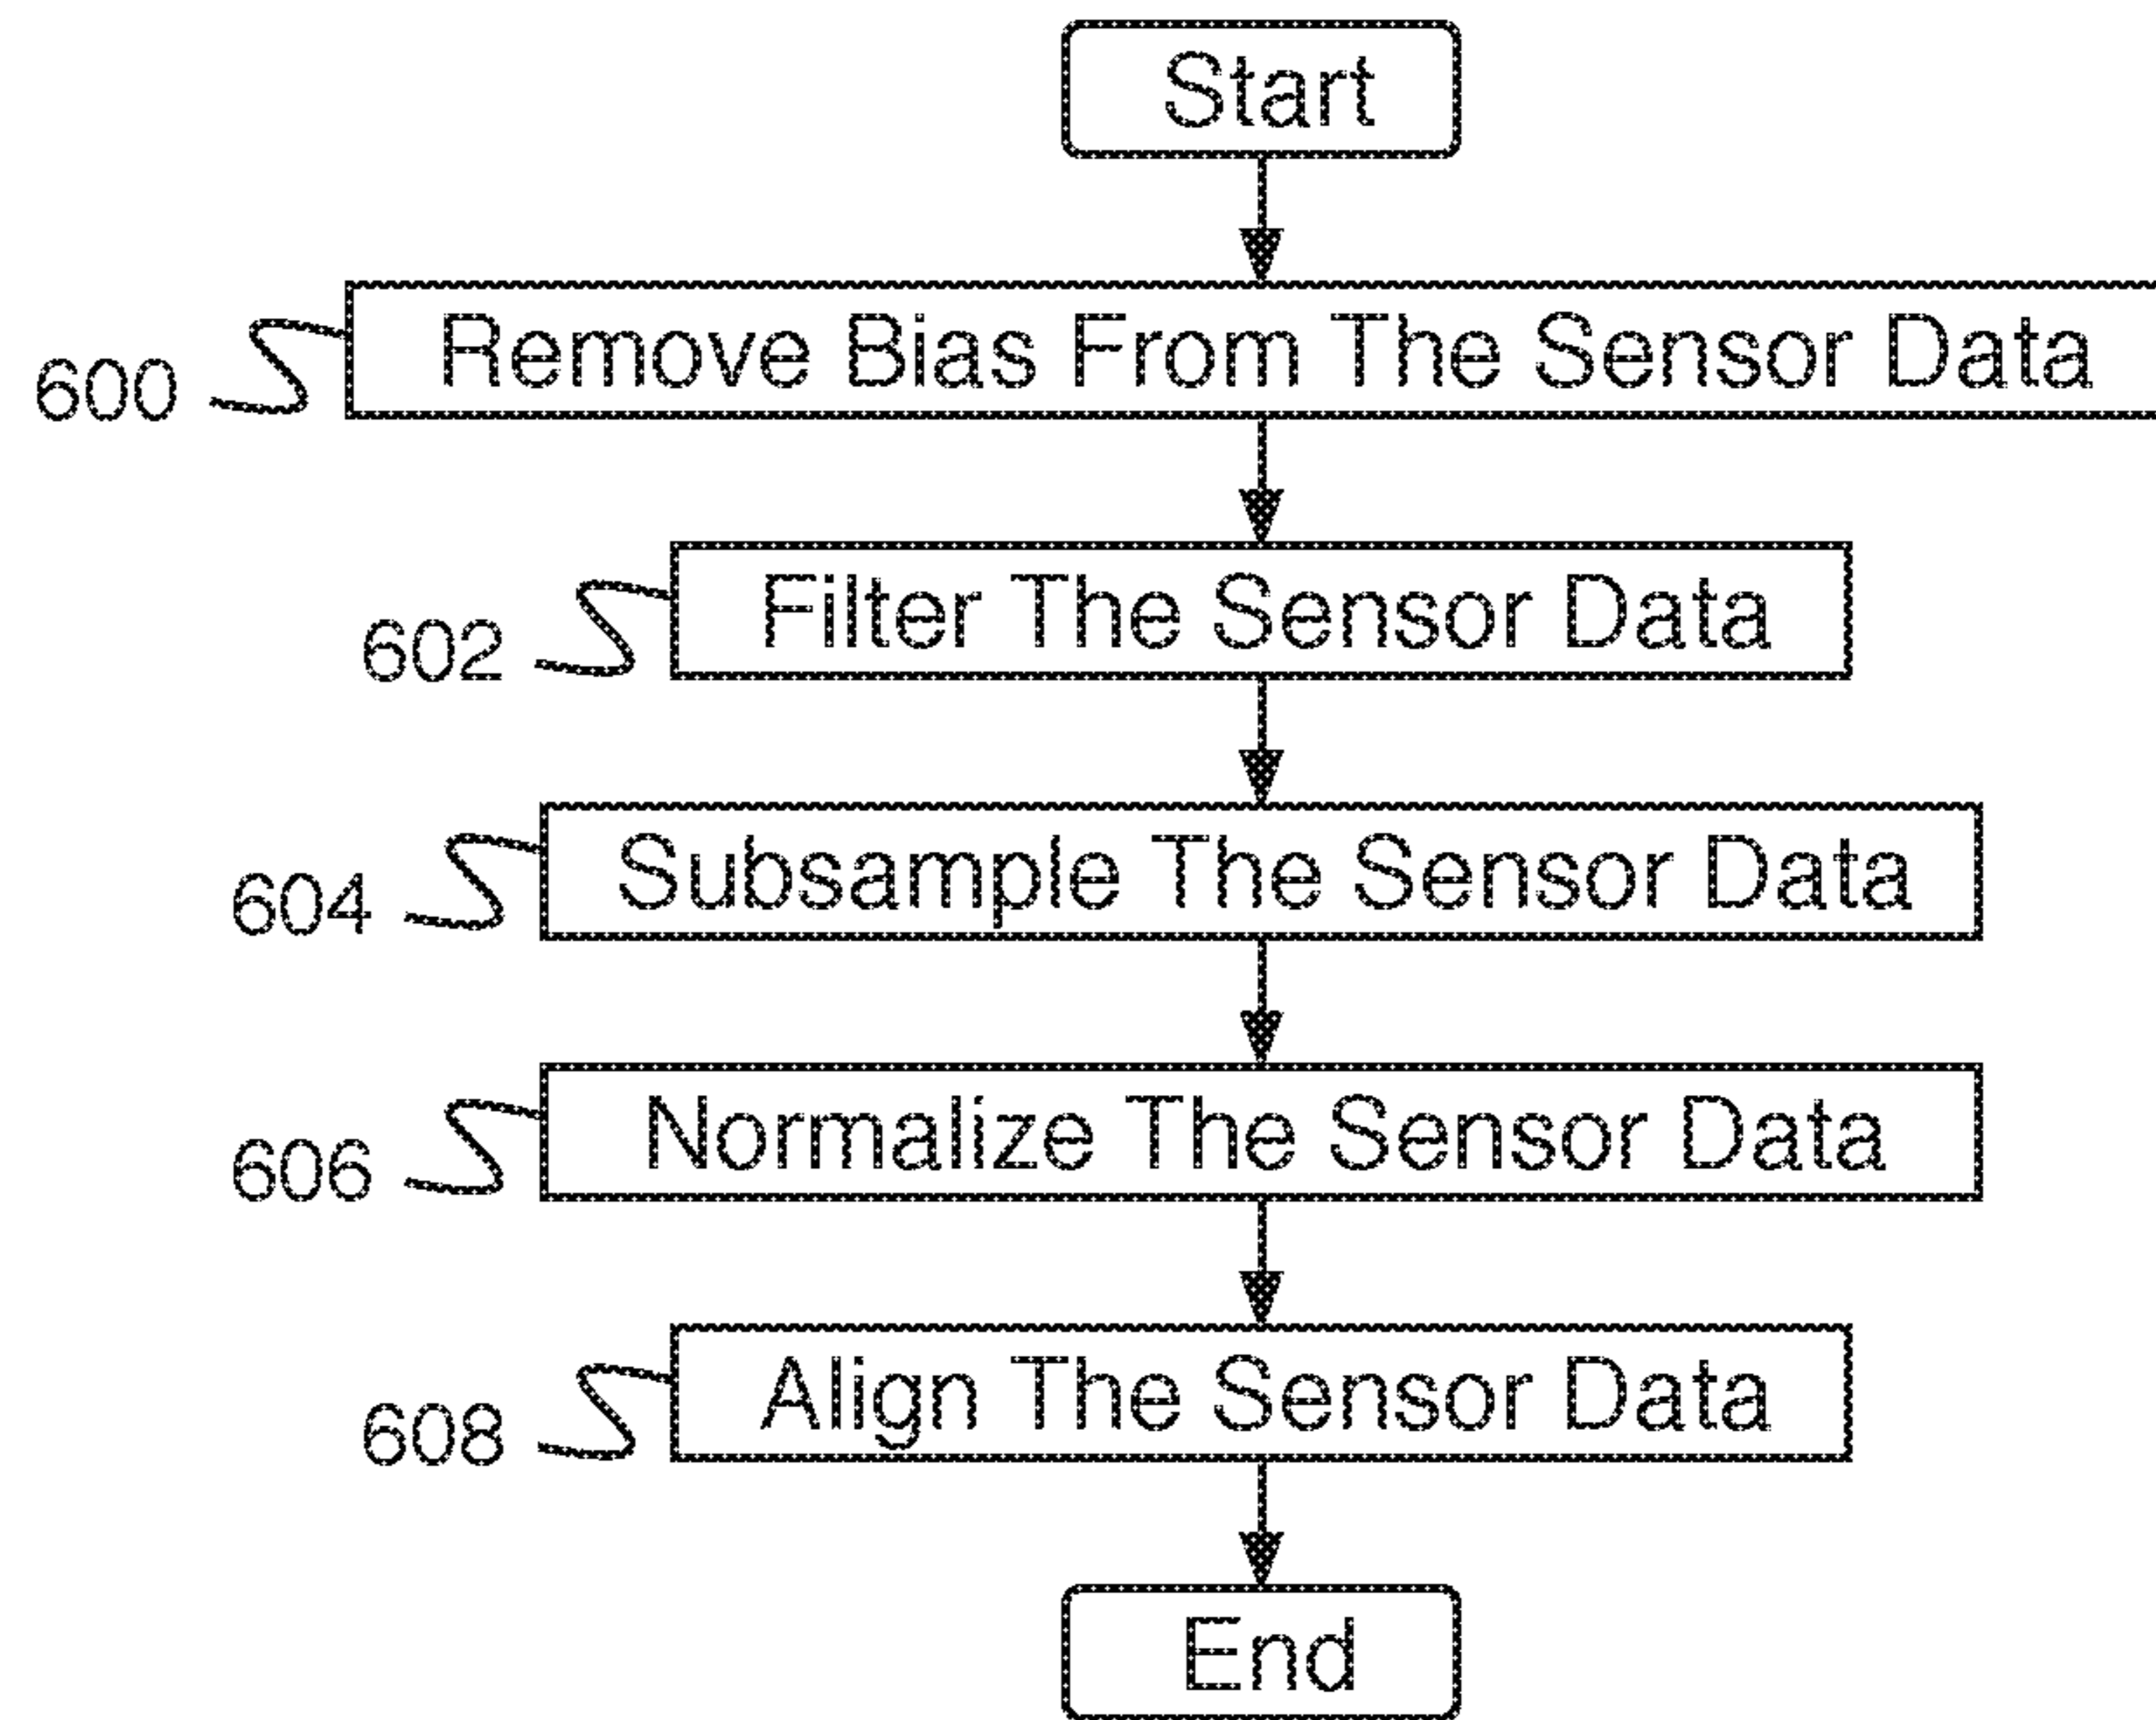 Start
600 Remove Bias From The Sensor Data
602 Filter The Sensor Data
604 Subsample The Sensor Data
606 Normalize The Sensor Data
608 Align The Sensor Data
End